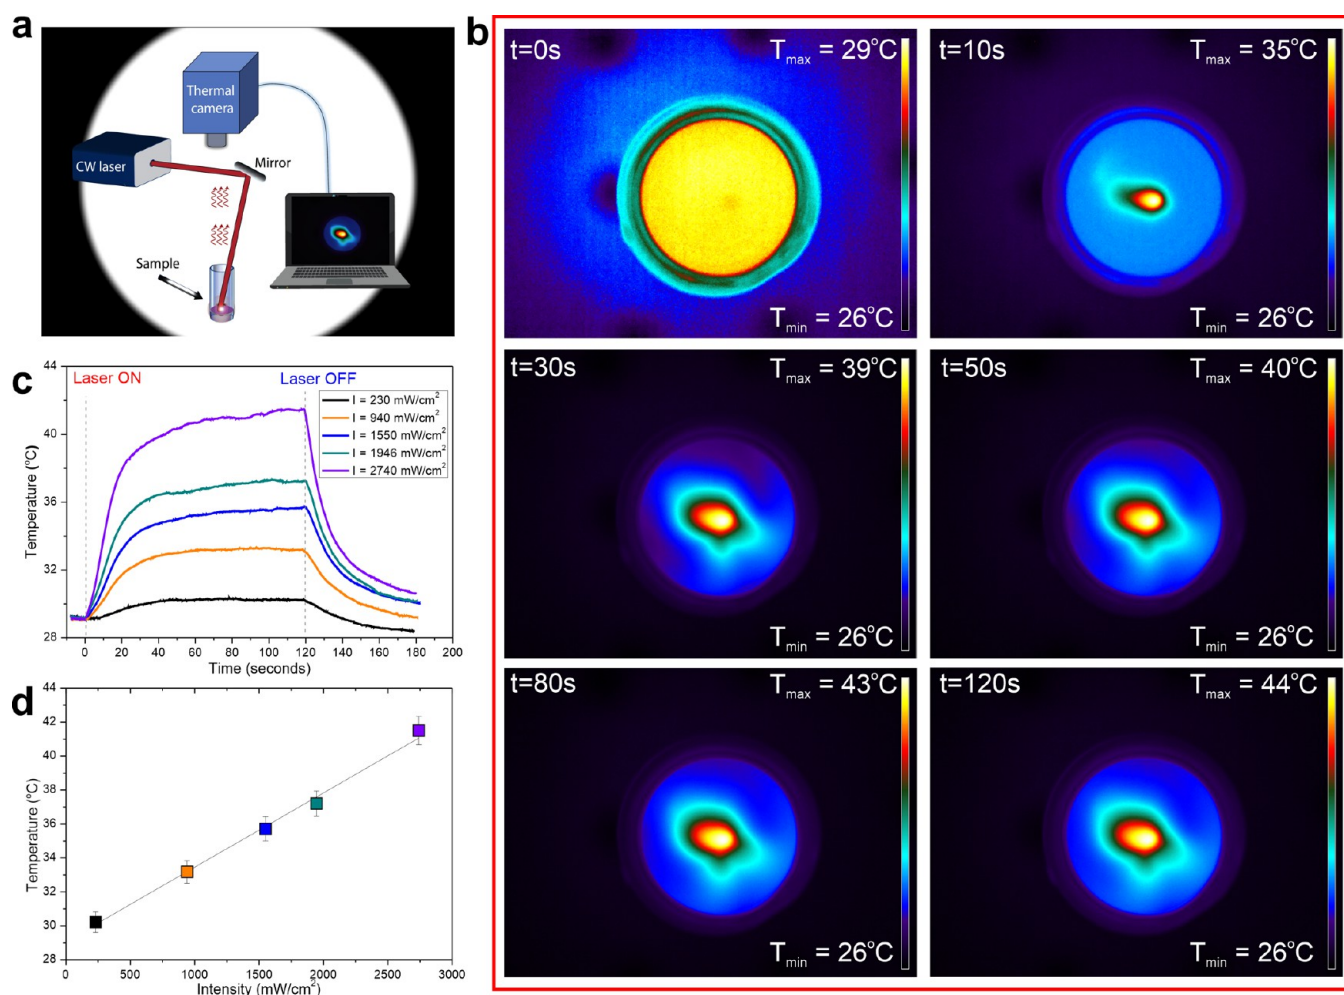 a
Thermal
camera
CW laser
Mirror
Sample
b
t=0s
Tmax = 29°C
Tmin = 26°C
t=10s
Tmax = 35°C
Tmin = 26°C
t=30s
Tmax = 39°C
Tmin = 26°C
t=50s
Tmax = 40°C
Tmin = 26°C
t=80s
Tmax = 43°C
Tmin = 26°C
t=120s
Tmax = 44°C
Tmin = 26°C
c
Laser ON
Laser OFF
I = 230 mW/cm²
I = 940 mW/cm²
I = 1550 mW/cm²
I = 1946 mW/cm²
I = 2740 mW/cm²
Temperature (°C)
44
40
36
32
28
0 20 40 60 80 100 120 140 160 180 200
Time (seconds)
d
Temperature (°C)
44
42
40
38
36
34
32
30
28
0 500 1000 1500 2000 2500 3000
Intensity (mW/cm²)